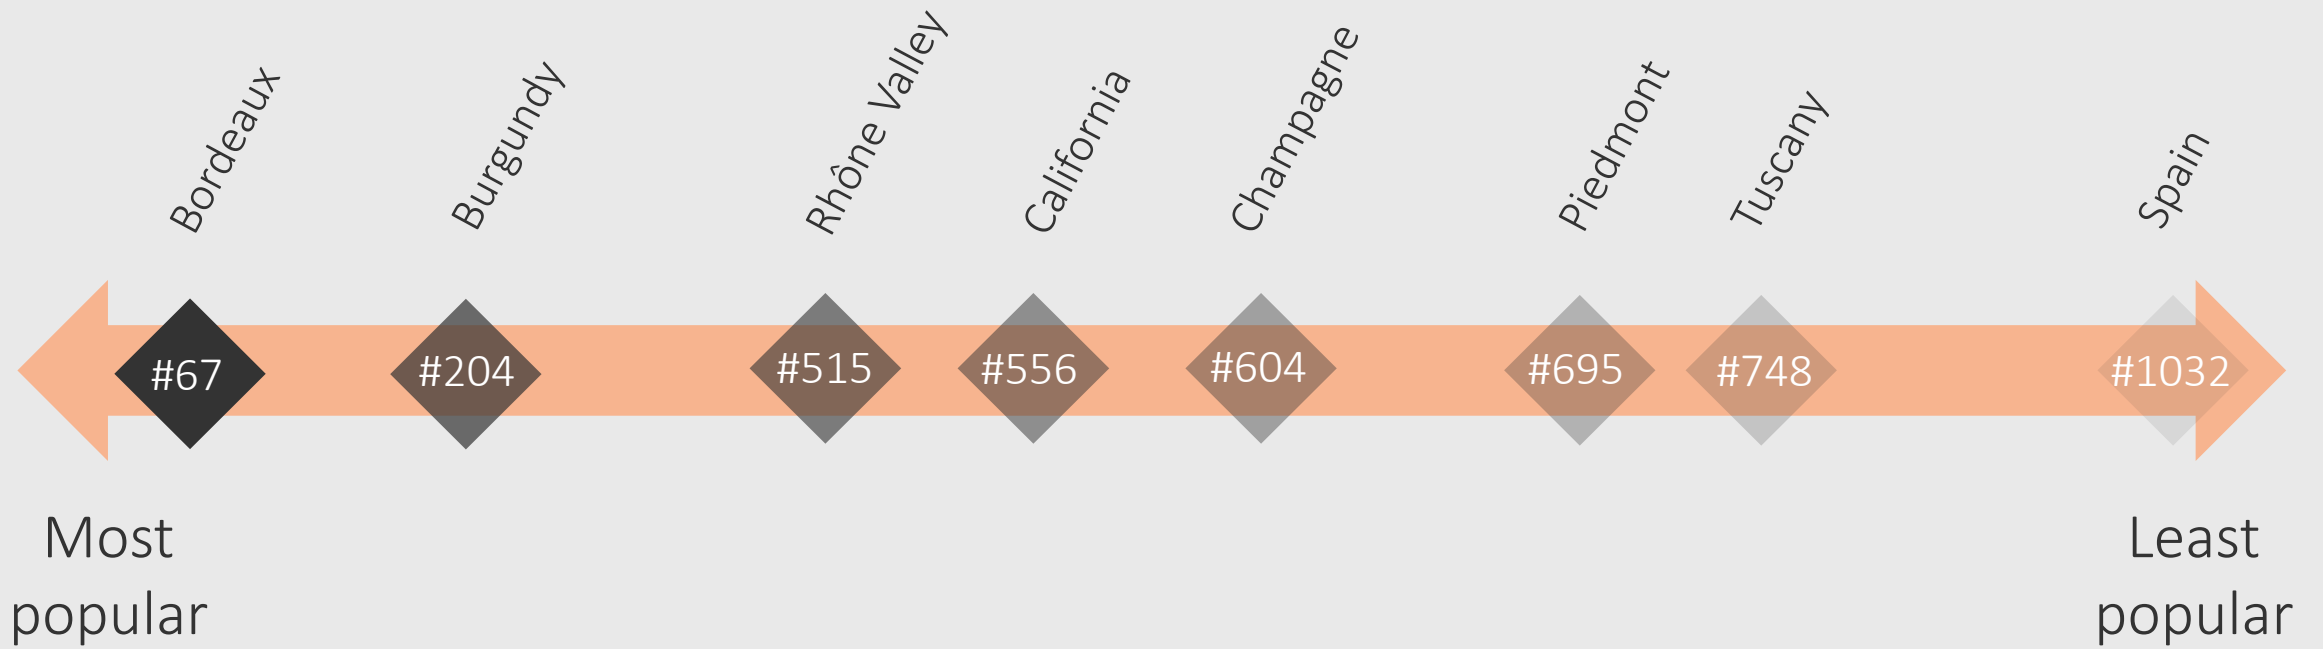 Bordeaux
Burgundy
Rhône Valley
California
Champagne
Piedmont
Tuscany
Spain
#67
#204
#515
#556
#604
#695
#748
#1032
Most
popular
Least
popular